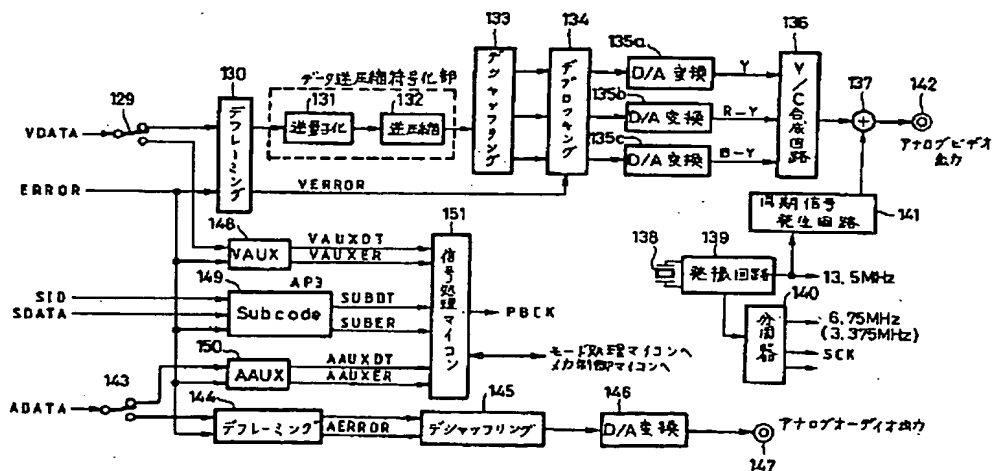 133
134
135a
136
130
データ逆圧縮符号化部
131
132
129
VDATA
デフレーミング
逆量子化
逆圧縮
デシャッフリング
デブロッキング
D/A変換
Y
135b
D/A変換
R-Y
135c
D/A変換
B-Y
Y/C合成回路
137
142
アナログビデオ
出力
ERROR
VERROR
同期信号
発生回路
141
148
VAUX
VAUXDT
VAUXER
151
信号処理マイコン
138
139
発振回路
13.5MHz
149
AP3
SID
SDATA
Subcode
SUBDT
SUBER
PBCK
140
分周器
6.75MHz
(3.375MHz)
SCK
150
AAUX
AAUXDT
AAUXER
モード処理マイコンへ
メカ制御マイコンへ
143
ADATA
144
デフレーミング
AERROR
145
デシャッフリング
146
D/A変換
アナログオーディオ出力
147